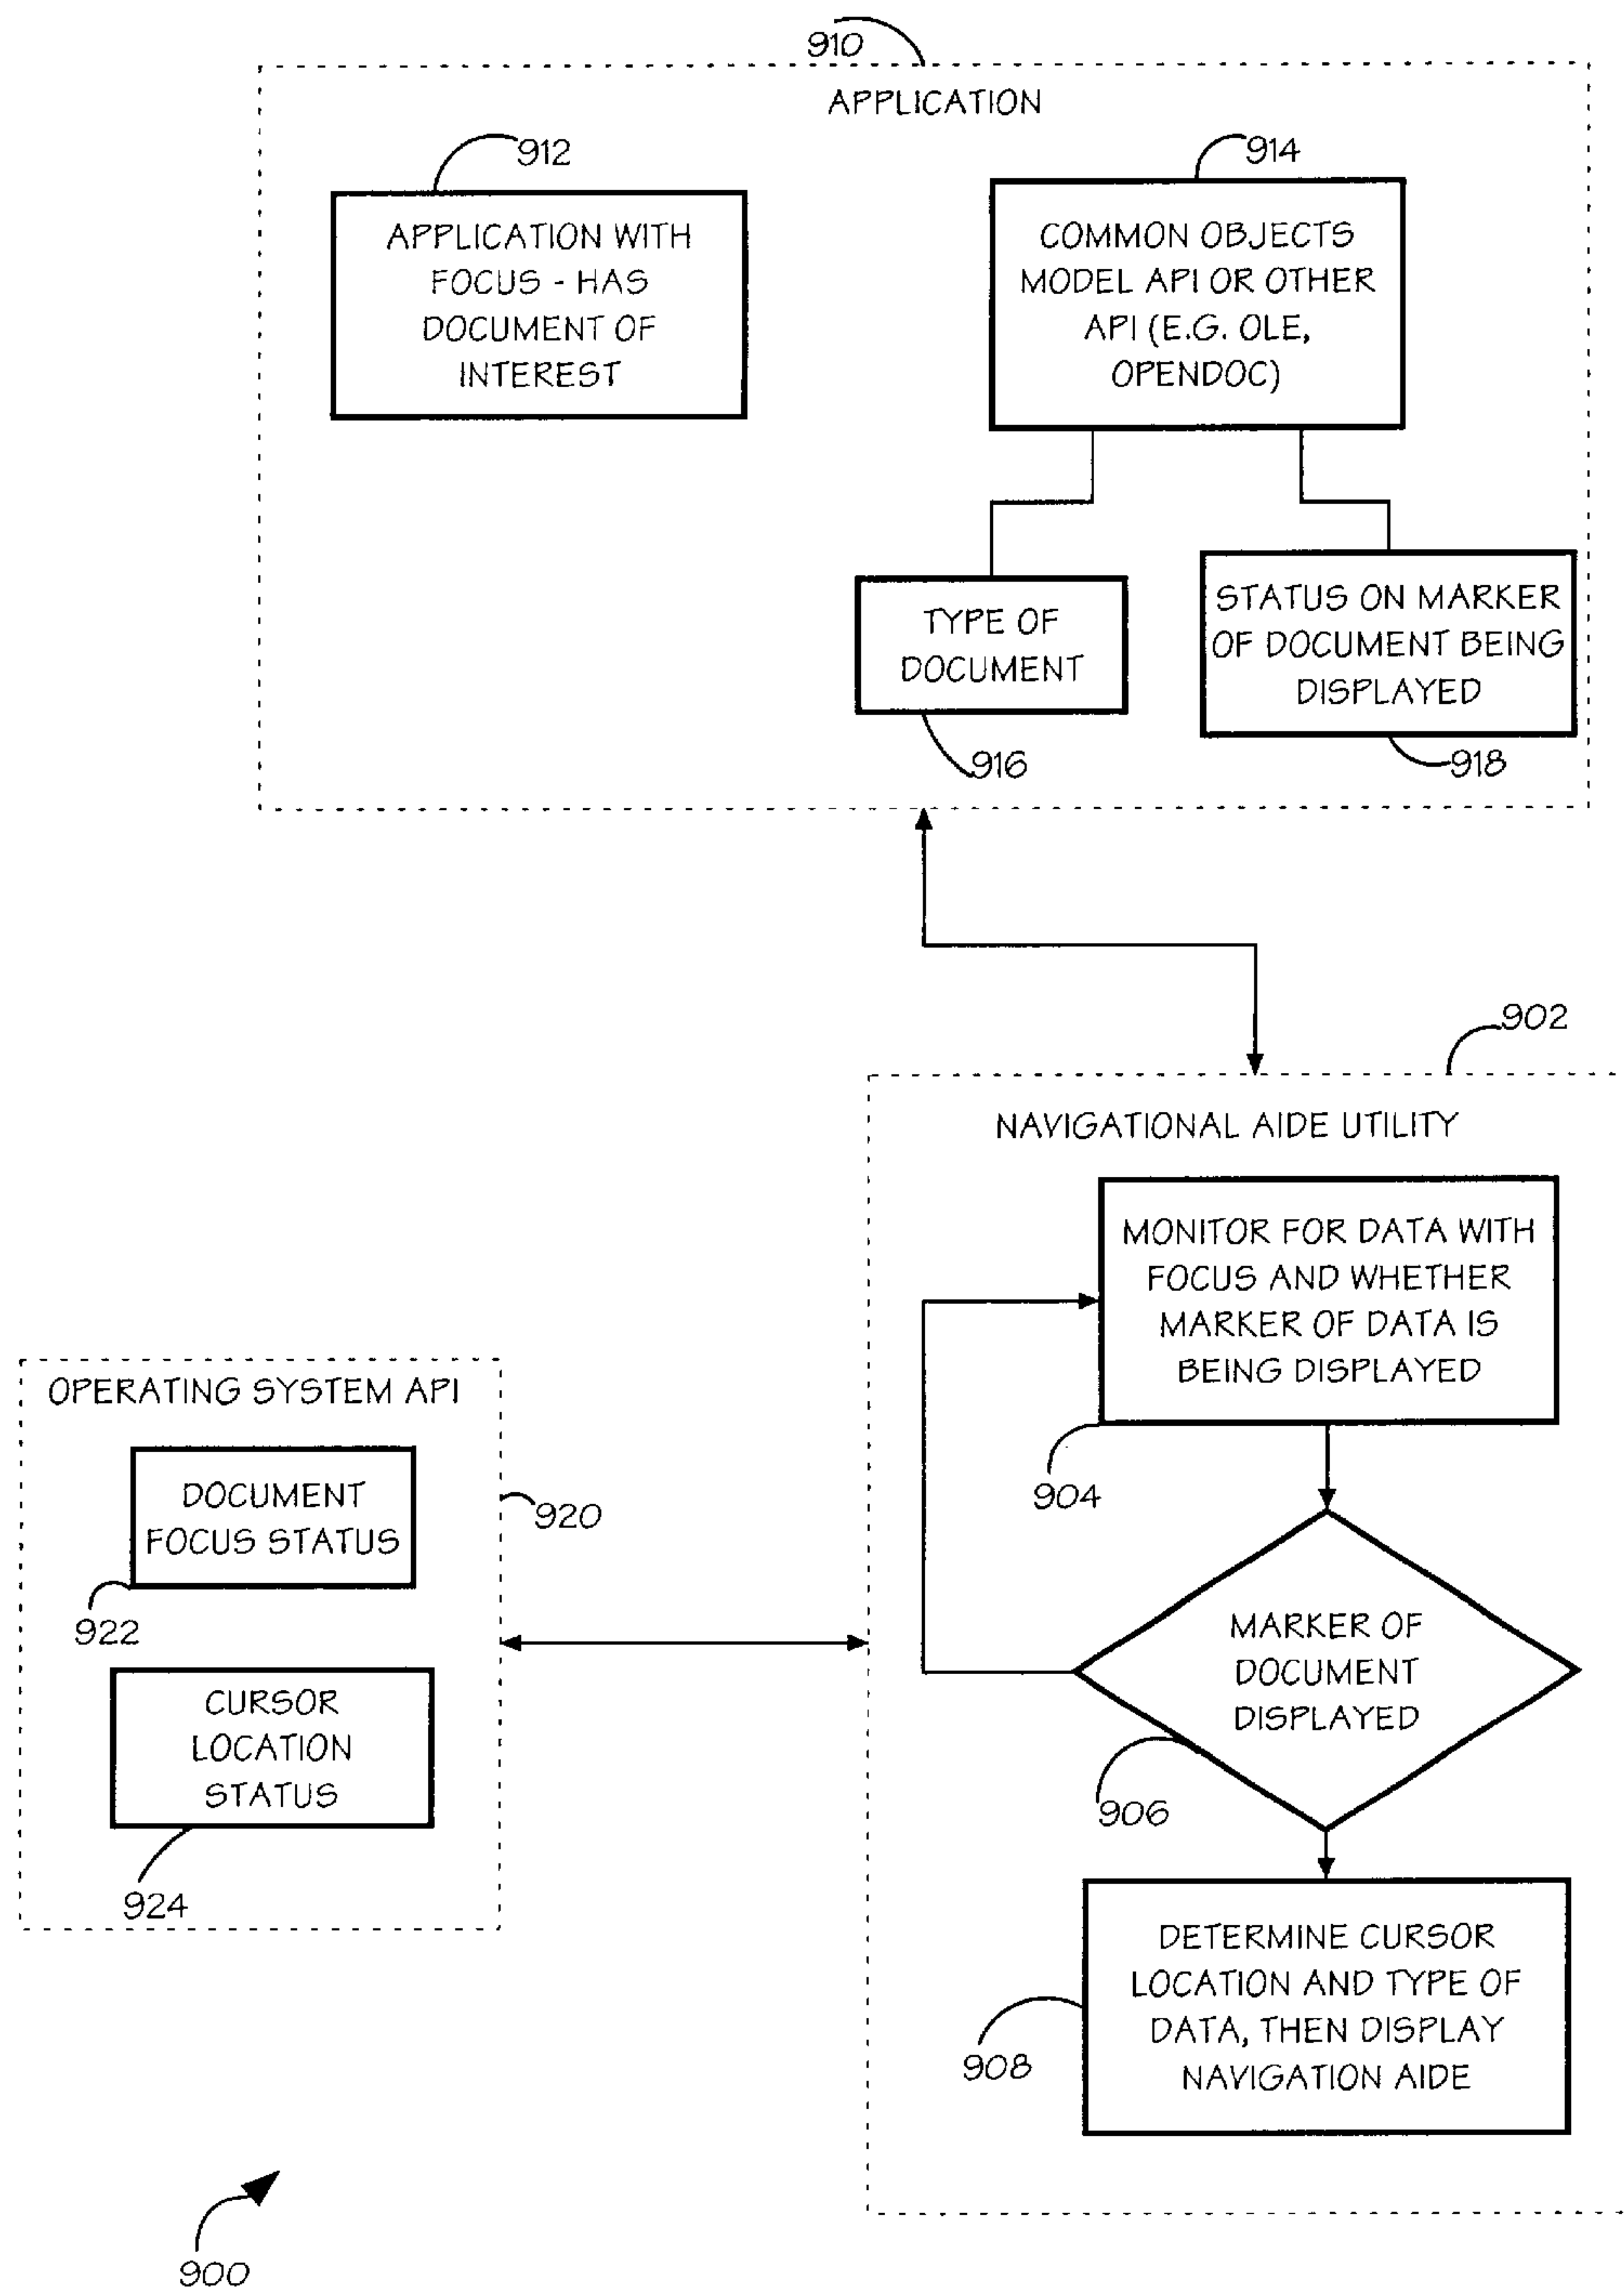 910
APPLICATION
912
APPLICATION WITH
FOCUS - HAS
DOCUMENT OF
INTEREST
914
COMMON OBJECTS
MODEL API OR OTHER
API (E.G. OLE,
OPENDOC)
TYPE OF
DOCUMENT
916
STATUS ON MARKER
OF DOCUMENT BEING
DISPLAYED
918
902
NAVIGATIONAL AIDE UTILITY
MONITOR FOR DATA WITH
FOCUS AND WHETHER
MARKER OF DATA IS
BEING DISPLAYED
904
MARKER OF
DOCUMENT
DISPLAYED
906
DETERMINE CURSOR
LOCATION AND TYPE OF
DATA, THEN DISPLAY
NAVIGATION AIDE
908
OPERATING SYSTEM API
920
DOCUMENT
FOCUS STATUS
922
CURSOR
LOCATION
STATUS
924
900